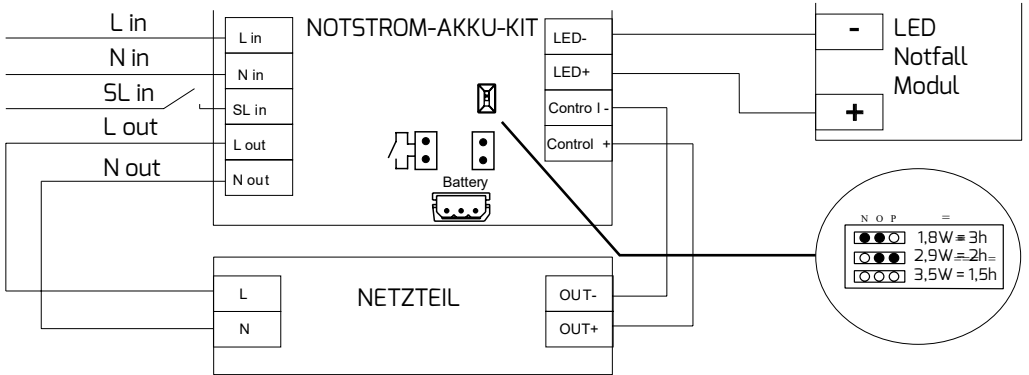 L in
N in
SL in
L out
N out
NOTSTROM-AKKU-KIT
L in
N in
SL in
L out
N out
LED-
LED+
Contro l -
Control +
Battery
-
+
LED
Notfall
Modul
NETZTEIL
L
N
OUT-
OUT+
N O P =
1,8W = 3h
2,9W = 2h =
3,5W = 1,5h